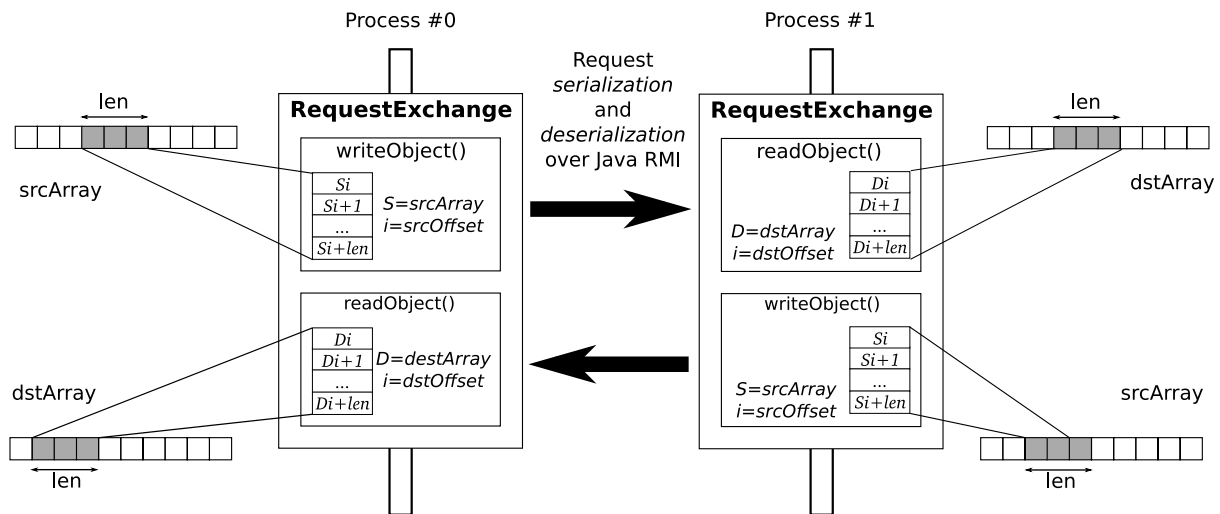 Process #0
Process #1
Request
serialization
and
deserialization
over Java RMI
len
srcArray
RequestExchange
writeObject()
Si
Si+1
...
Si+len
S=srcArray
i=srcOffset
readObject()
Di
Di+1
...
Di+len
D=destArray
i=dstOffset
dstArray
len
RequestExchange
readObject()
Di
Di+1
...
Di+len
D=dstArray
i=dstOffset
len
dstArray
writeObject()
Si
Si+1
...
Si+len
S=srcArray
i=srcOffset
srcArray
len